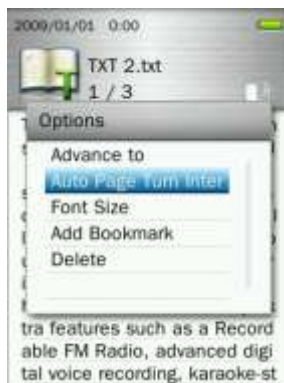 2009/01/01 0:00
TXT 2.txt
1 / 3
Options
Advance to
Auto Page Turn Inter
Font Size
Add Bookmark
Delete
tra features such as a Record
able FM Radio, advanced digi
tal voice recording, karaoke-st